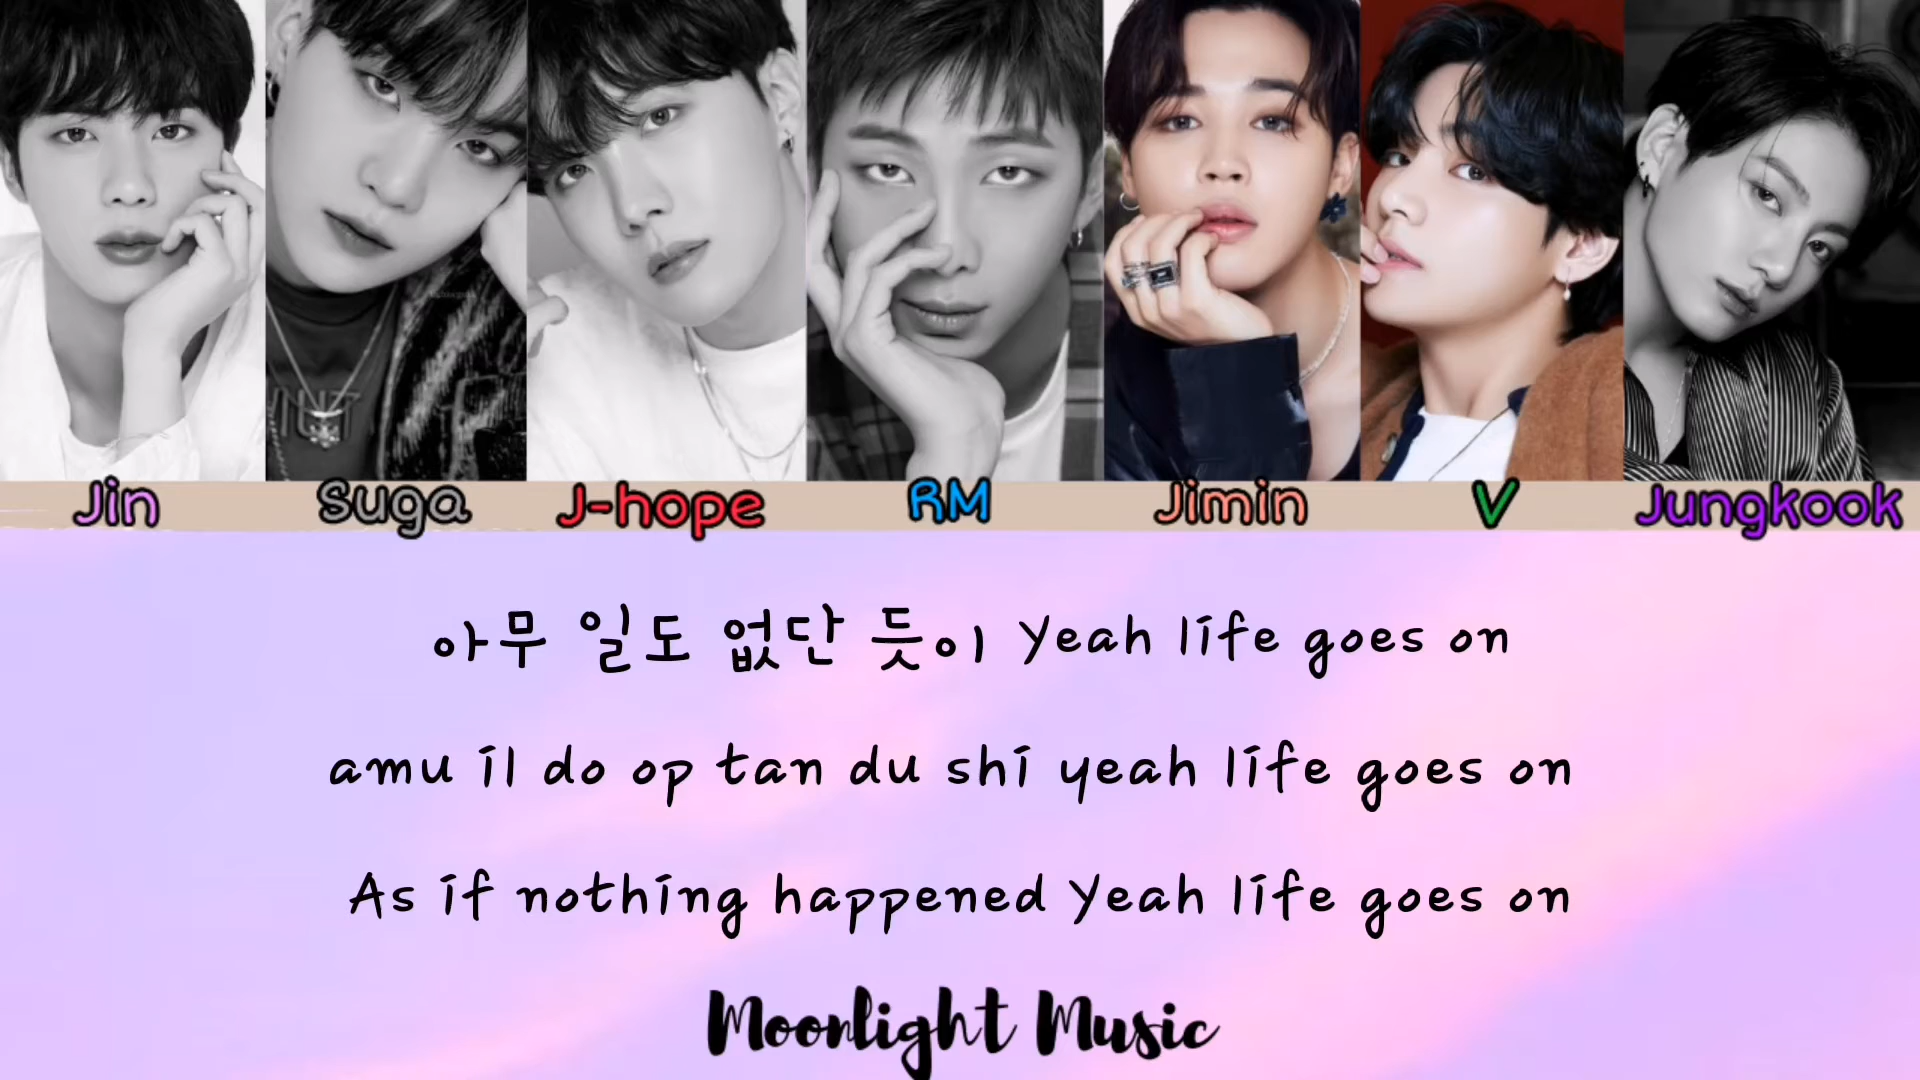 Jin Suga J-hope RM Jimin V Jungkook
아무 일도 없단 듯이 Yeah life goes on
amu il do op tan du shi yeah life goes on
As if nothing happened Yeah life goes on
Moonlight Music